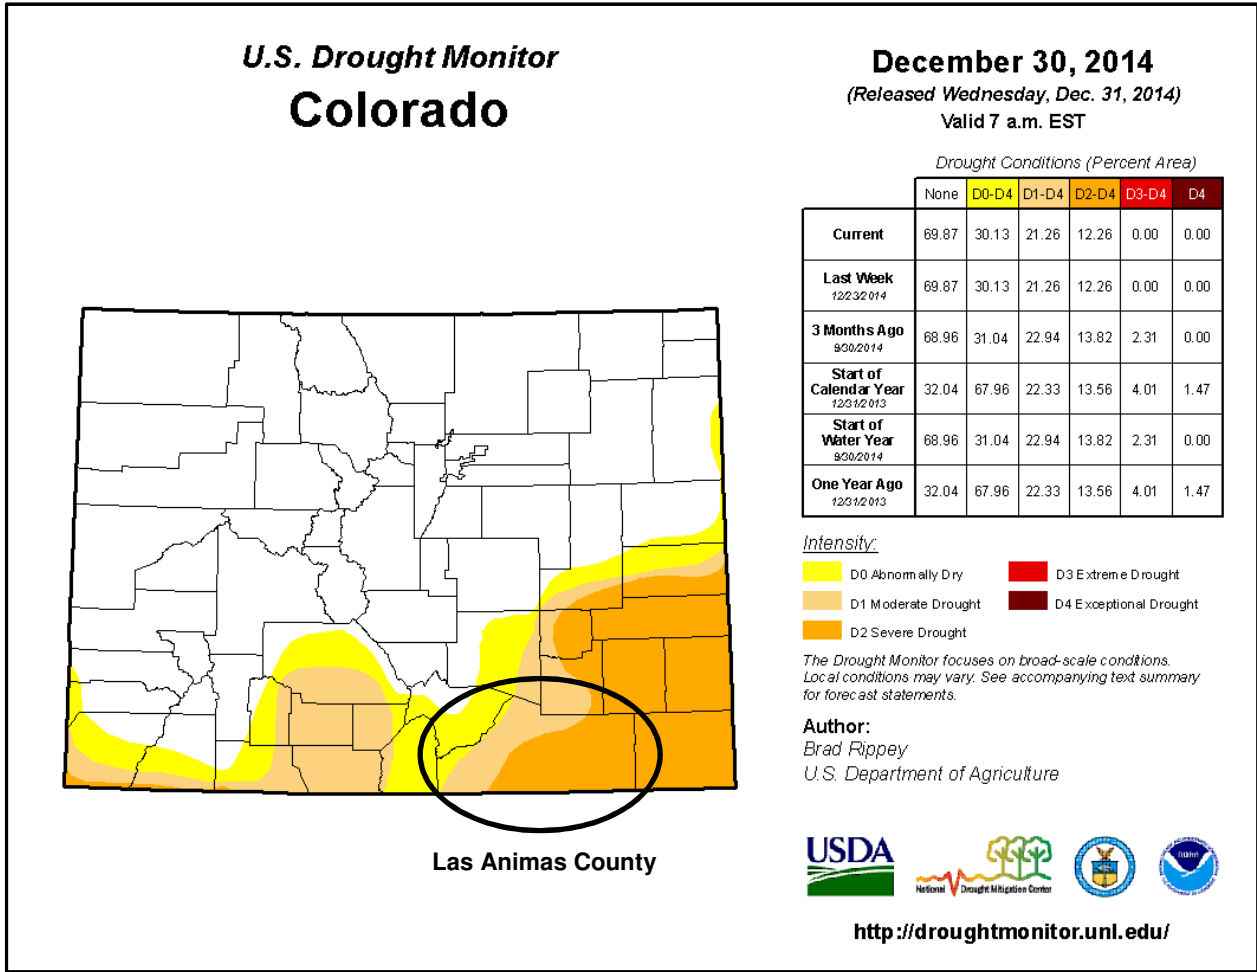 U.S. Drought Monitor
Colorado
December 30, 2014
(Released Wednesday, Dec. 31, 2014)
Valid 7 a.m. EST
Drought Conditions (Percent Area)
None D0-D4 D1-D4 D2-D4 D3-D4 D4
Current 69.87 30.13 21.26 12.26 0.00 0.00
Last Week 69.87 30.13 21.26 12.26 0.00 0.00
12/23/2014
3 Months Ago 68.96 31.04 22.94 13.82 2.31 0.00
9/30/2014
Start of
Calendar Year 32.04 67.96 22.33 13.56 4.01 1.47
12/31/2013
Start of
Water Year 68.96 31.04 22.94 13.82 2.31 0.00
9/30/2014
One Year Ago 32.04 67.96 22.33 13.56 4.01 1.47
12/31/2013
Intensity:
D0 Abnormally Dry
D3 Extreme Drought
D1 Moderate Drought
D4 Exceptional Drought
D2 Severe Drought
The Drought Monitor focuses on broad-scale conditions.
Local conditions may vary. See accompanying text summary
for forecast statements.
Author:
Brad Rippey
U.S. Department of Agriculture
Las Animas County
USDA
National Drought Mitigation Center
NOAA
http://droughtmonitor.unl.edu/